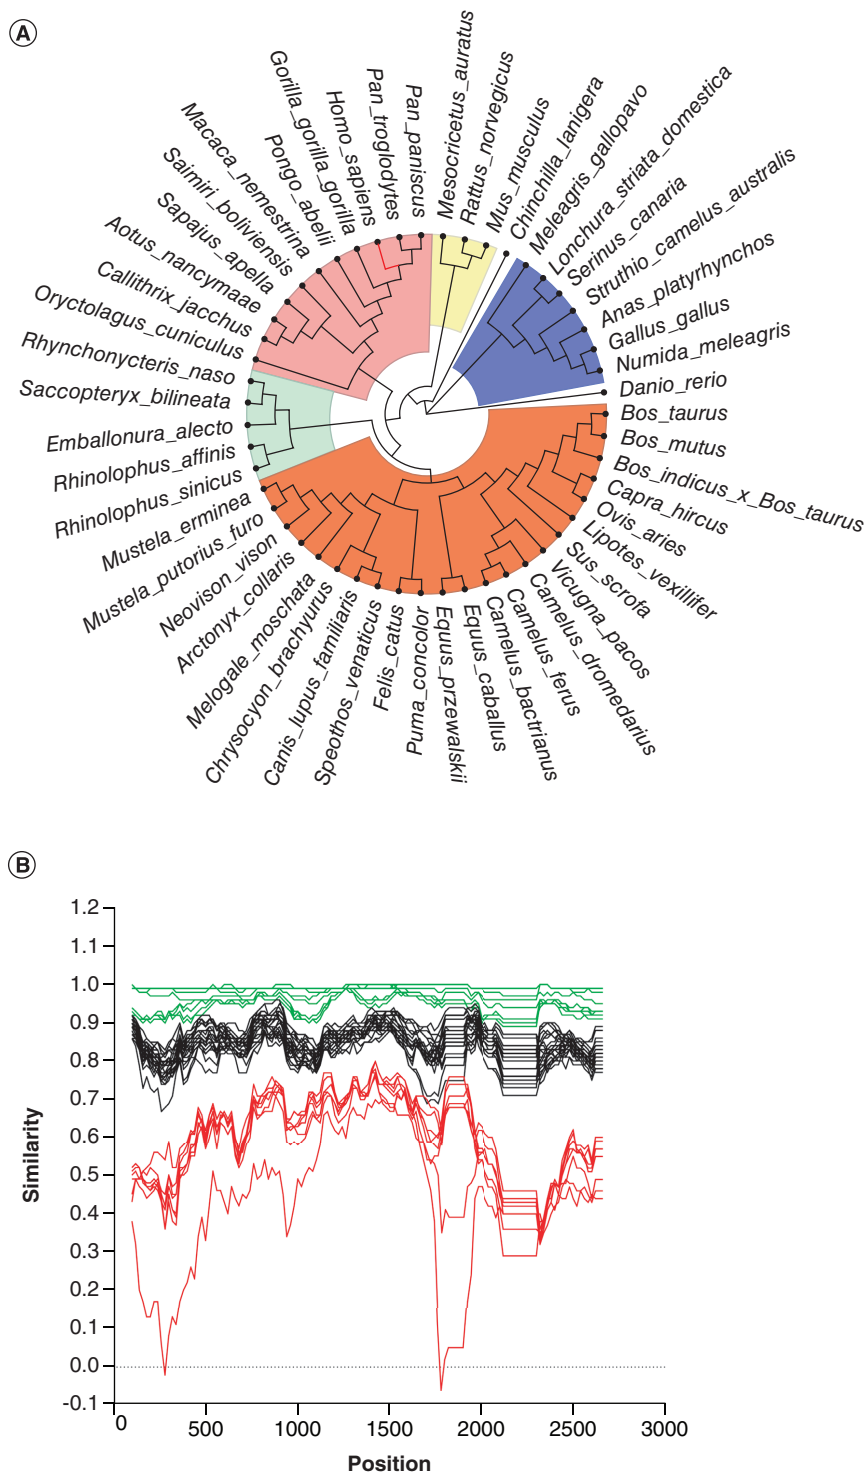 A
Oryctolagus_cuniculus
Callithrix_jacchus
Aotus_nancymaae
Sapajus_apella
Saimiri_boliviensis
Macaca_nemestrina
Pongo_abelii
Gorilla_gorilla_gorilla
Homo_sapiens
Pan_troglodytes
Pan_paniscus
Mesocricetus_auratus
Rattus_norvegicus
Mus_musculus
Chinchilla_lanigera
Meleagris_gallopavo
Lonchura_striata_domestica
Serinus_canaria
Struthio_camelus_australis
Anas_platyrhynchos
Gallus_gallus
Numida_meleagris
Danio_rerio
Bos_taurus
Bos_mutus
Bos_indicus_x_Bos_taurus
Capra_hircus
Ovis_aries
Lipotes_vexillifer
Sus_scrofa
Vicugna_pacos
Camelus_dromedarius
Camelus_ferus
Camelus_bactrianus
Equus_caballus
Equus_przewalskii
Puma_concolor
Felis_catus
Speothos_venaticus
Canis_lupus_familiaris
Chrysocyon_brachyurus
Melogale_moschata
Arctonyx_collaris
Neovison_vison
Mustela_putorius_furo
Mustela_erminea
Rhinolophus_sinicus
Rhinolophus_affinis
Emballonura_alecto
Saccopteryx_bilineata
Rhynchonycteris_naso
B
1.2
1.1
1.0
0.9
0.8
0.7
0.6
0.5
0.4
0.3
0.2
0.1
0.0
-0.1
Similarity
0
500
1000
1500
2000
2500
3000
Position